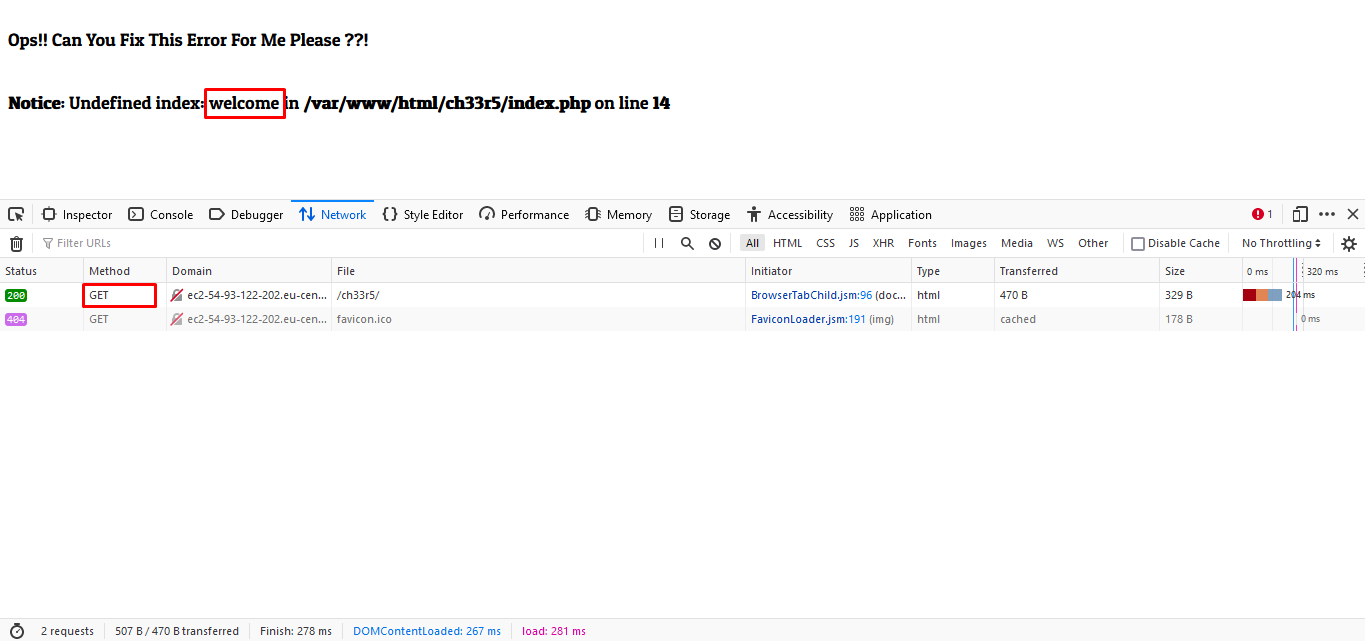 Ops!! Can You Fix This Error For Me Please ??!
Notice: Undefined index: welcome in /var/www/html/ch33r5/index.php on line 14
Inspector Console Debugger Network Style Editor Performance Memory Storage Accessibility Application 1
Filter URLs All HTML CSS JS XHR Fonts Images Media WS Other Disable Cache No Throttling
Status Method Domain File Initiator Type Transferred Size 0 ms 320 ms
200 GET ec2-54-93-122-202.eu-cen... /ch33r5/ BrowserTabChild.jsm:96 (doc... html 470 B 329 B 204 ms
404 GET ec2-54-93-122-202.eu-cen... favicon.ico FaviconLoader.jsm:191 (img) html cached 178 B 0 ms
2 requests 507 B / 470 B transferred Finish: 278 ms DOMContentLoaded: 267 ms load: 281 ms